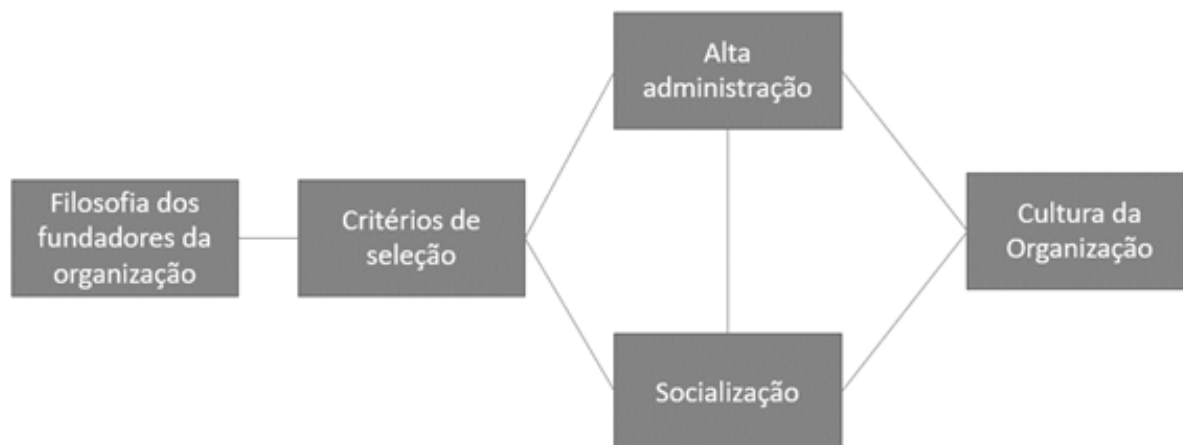 Filosofia dos
fundadores da
organização
Critérios de
seleção
Alta
administração
Socialização
Cultura da
Organização